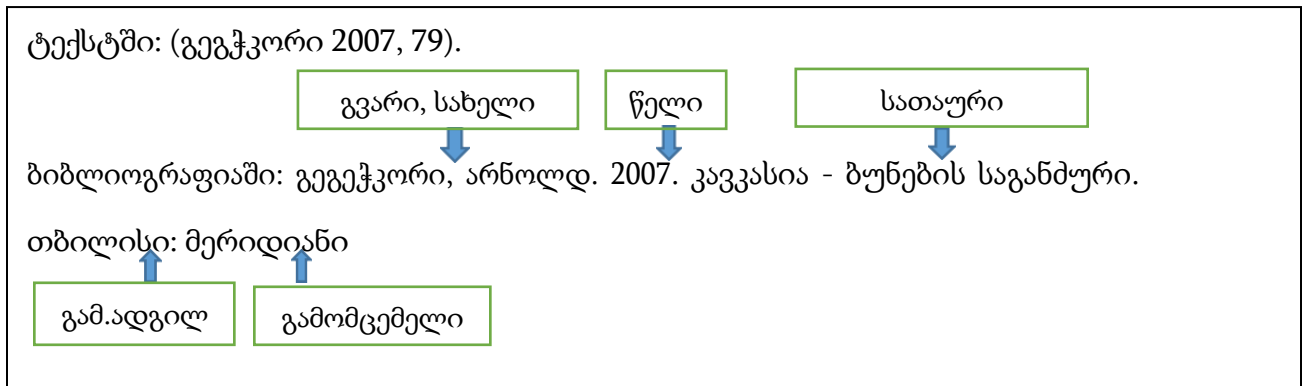 ტექსტში: (გეგჭკორი 2007, 79).
გვარი, სახელი
წელი
სათაური
ბიბლიოგრაფიაში: გეგეჭკორი, არნოლდ. 2007. კავკასია - ბუნების საგანძური.
თბილისი: მერიდიანი
გამ.ადგილ
გამომცემელი